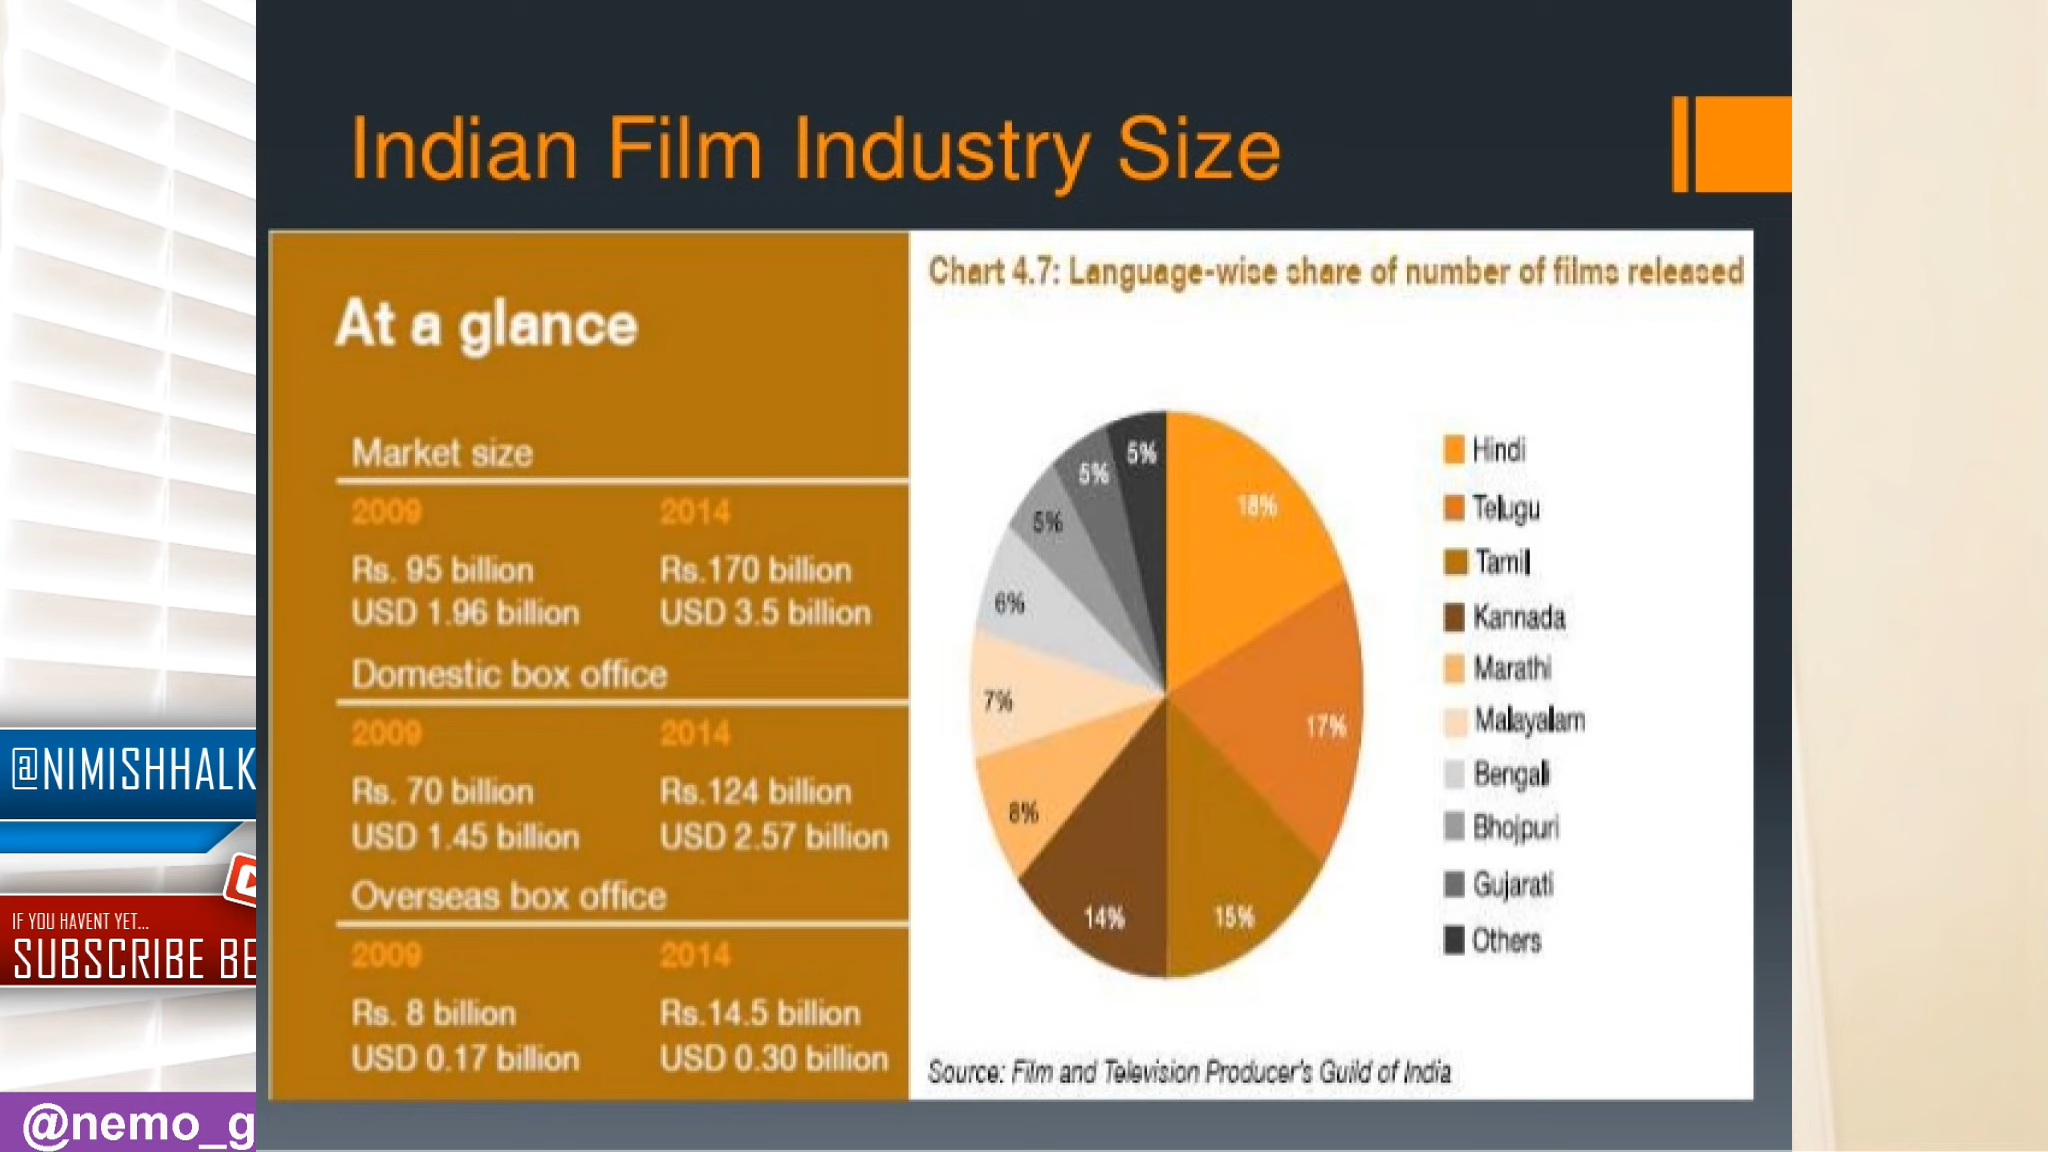 Indian Film Industry Size
At a glance
Market size
2009 2014
Rs. 95 billion Rs.170 billion
USD 1.96 billion USD 3.5 billion
Domestic box office
2009 2014
Rs. 70 billion Rs.124 billion
USD 1.45 billion USD 2.57 billion
Overseas box office
2009 2014
Rs. 8 billion Rs.14.5 billion
USD 0.17 billion USD 0.30 billion
Chart 4.7: Language-wise share of number of films released
5%
5%
5%
6%
7%
8%
14%
15%
17%
18%
Hindi
Telugu
Tamil
Kannada
Marathi
Malayalam
Bengali
Bhojpuri
Gujarati
Others
Source: Film and Television Producer's Guild of India
@NIMISHHALK
IF YOU HAVENT YET...
SUBSCRIBE BE
@nemo_g